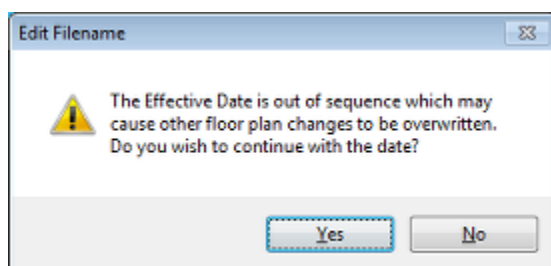 Edit Filename
The Effective Date is out of sequence which may
cause other floor plan changes to be overwritten.
Do you wish to continue with the date?
Yes
No